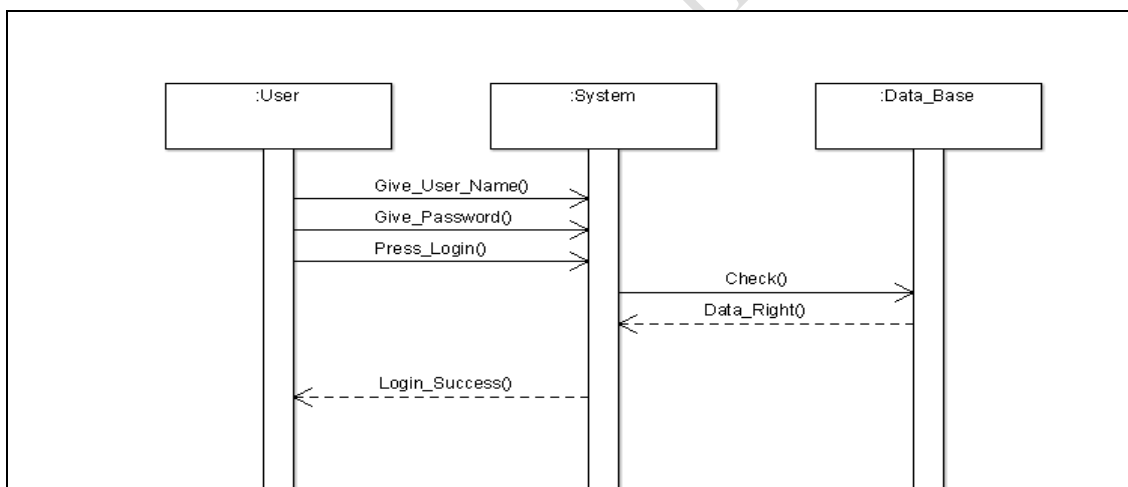 :User
:System
:Data_Base
Give_User_Name()
Give_Password()
Press_Login()
Check()
Data_Right()
Login_Success()